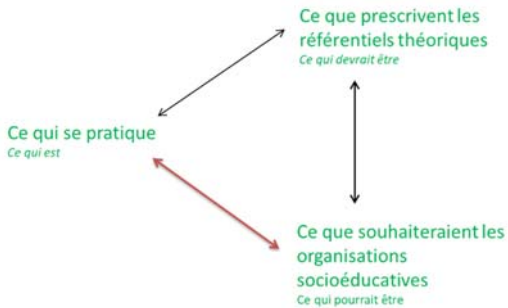 Ce que prescrivent les
référentiels théoriques
Ce qui devrait être
Ce qui se pratique
Ce qui est
Ce que souhaiteraient les
organisations
socioéducatives
Ce qui pourrait être